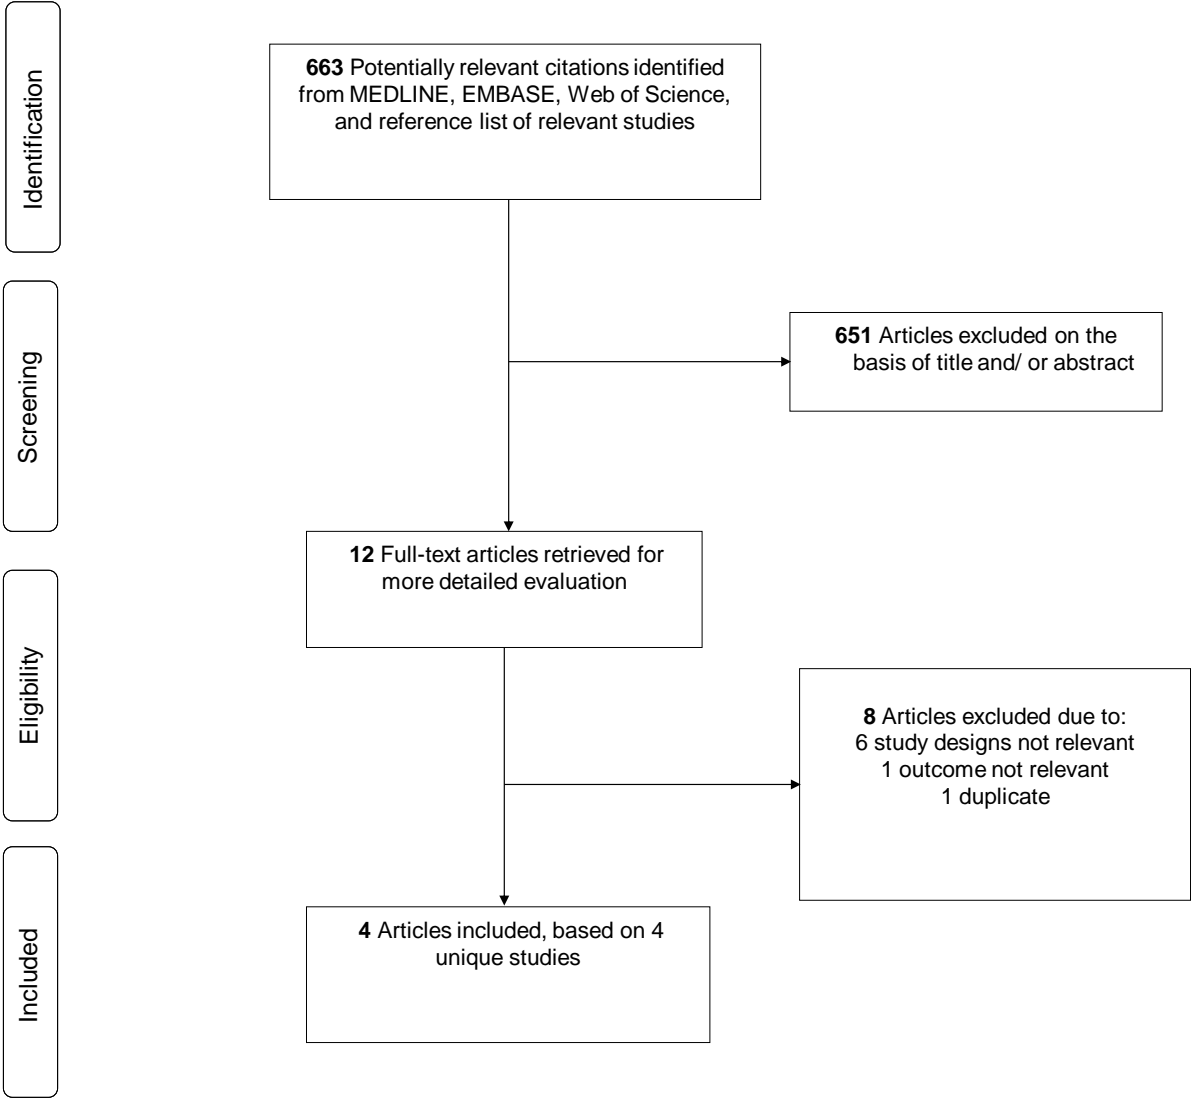 Identification
663 Potentially relevant citations identified
from MEDLINE, EMBASE, Web of Science,
and reference list of relevant studies
Screening
651 Articles excluded on the
basis of title and/ or abstract
12 Full-text articles retrieved for
more detailed evaluation
Eligibility
8 Articles excluded due to:
6 study designs not relevant
1 outcome not relevant
1 duplicate
Included
4 Articles included, based on 4
unique studies